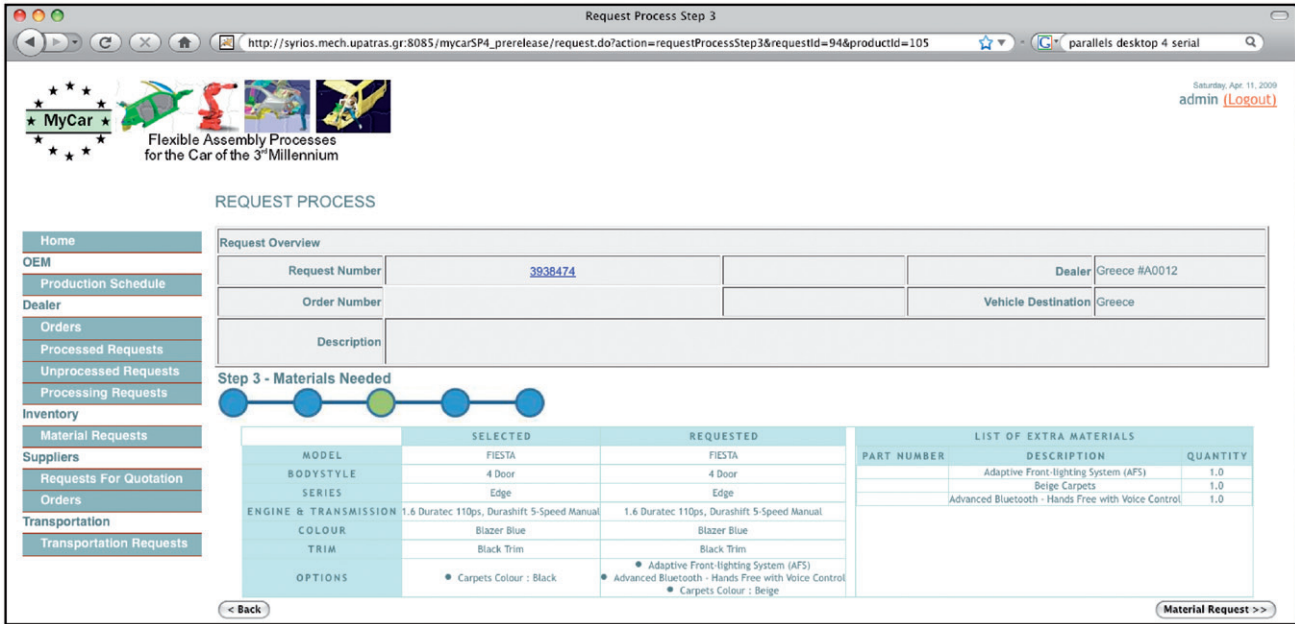 Request Process Step 3
http://syrios.mech.upatras.gr:8085/mycarSP4_prerelease/request.do?action=requestProcessStep3&requestId=94&productId=105
parallels desktop 4 serial
Saturday, Apr. 11, 2009
admin (Logout)
MyCar
Flexible Assembly Processes
for the Car of the 3rd Millennium
REQUEST PROCESS
Home
OEM
Production Schedule
Dealer
Orders
Processed Requests
Unprocessed Requests
Processing Requests
Inventory
Material Requests
Suppliers
Requests For Quotation
Orders
Transportation
Transportation Requests
Request Overview
Request Number 3938474 Dealer Greece #A0012
Order Number Vehicle Destination Greece
Description
Step 3 - Materials Needed
SELECTED REQUESTED
MODEL FIESTA FIESTA
BODYSTYLE 4 Door 4 Door
SERIES Edge Edge
ENGINE & TRANSMISSION 1.6 Duratec 110ps, Durashift 5-Speed Manual 1.6 Duratec 110ps, Durashift 5-Speed Manual
COLOUR Blazer Blue Blazer Blue
TRIM Black Trim Black Trim
OPTIONS • Carpets Colour : Black • Adaptive Front-lighting System (AFS)
• Advanced Bluetooth - Hands Free with Voice Control
• Carpets Colour : Beige
LIST OF EXTRA MATERIALS
PART NUMBER DESCRIPTION QUANTITY
Adaptive Front-lighting System (AFS) 1.0
Beige Carpets 1.0
Advanced Bluetooth - Hands Free with Voice Control 1.0
< Back
Material Request >>